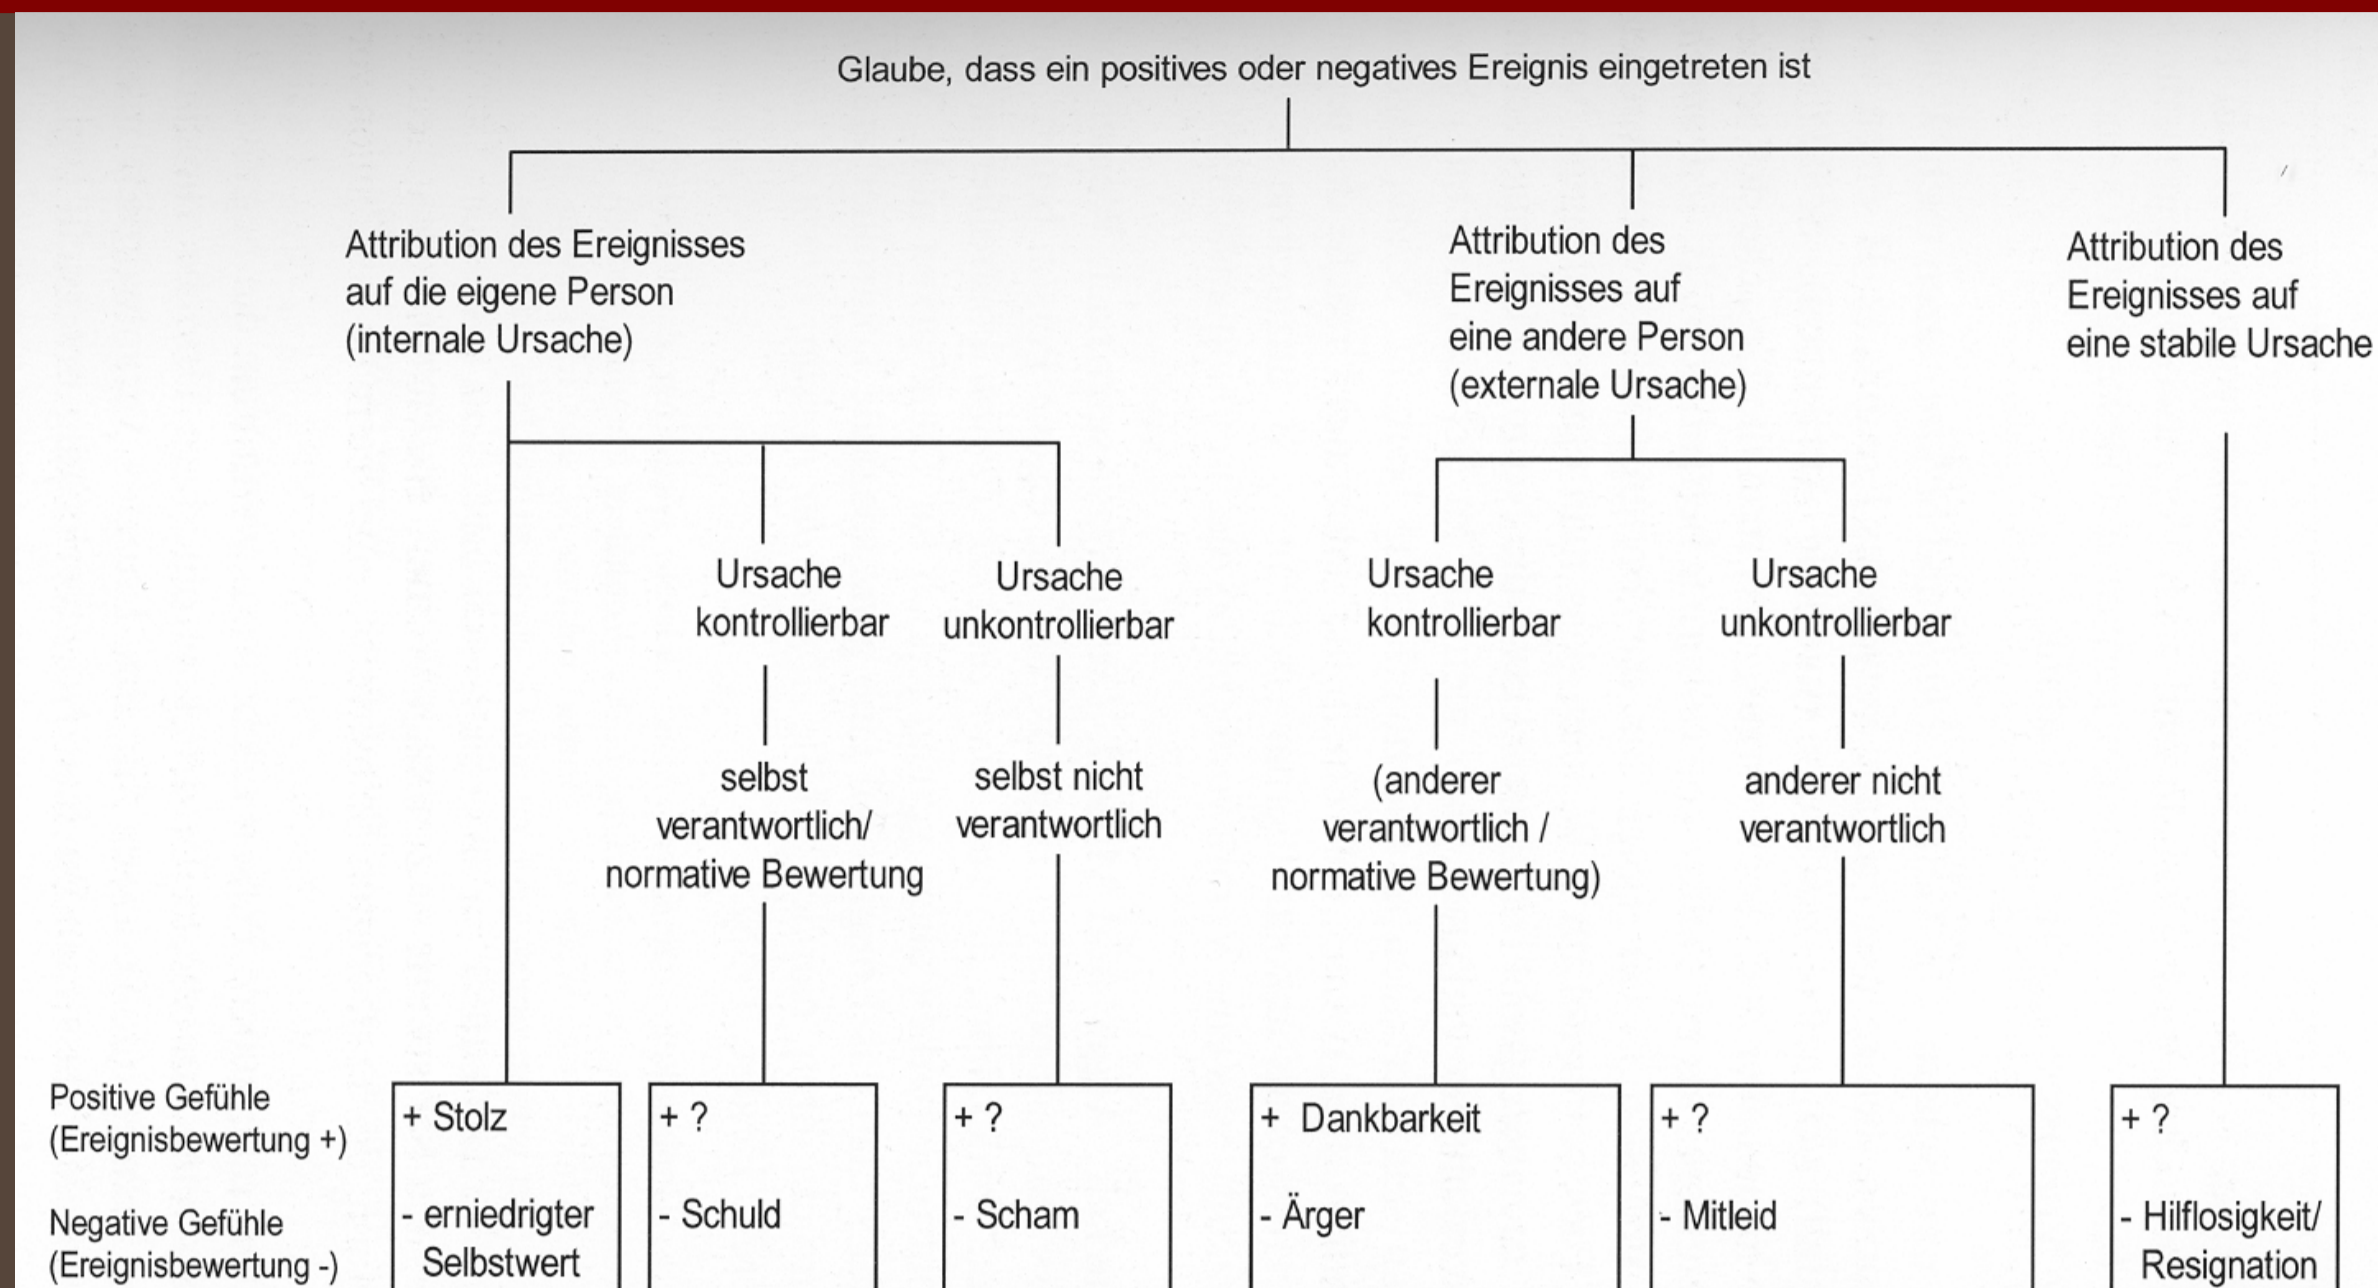 Glaube, dass ein positives oder negatives Ereignis eingetreten ist
Attribution des Ereignisses
auf die eigene Person
(internale Ursache)
Attribution des
Ereignisses auf
eine andere Person
(externale Ursache)
Attribution des
Ereignisses auf
eine stabile Ursache
Ursache
kontrollierbar
Ursache
unkontrollierbar
Ursache
kontrollierbar
Ursache
unkontrollierbar
selbst
verantwortlich/
normative Bewertung
selbst nicht
verantwortlich
(anderer
verantwortlich /
normative Bewertung)
anderer nicht
verantwortlich
Positive Gefühle
(Ereignisbewertung +)
Negative Gefühle
(Ereignisbewertung -)
+ Stolz
- erniedrigter
Selbstwert
+ ?
- Schuld
+ ?
- Scham
+ Dankbarkeit
- Ärger
+ ?
- Mitleid
+ ?
- Hilflosigkeit/
Resignation